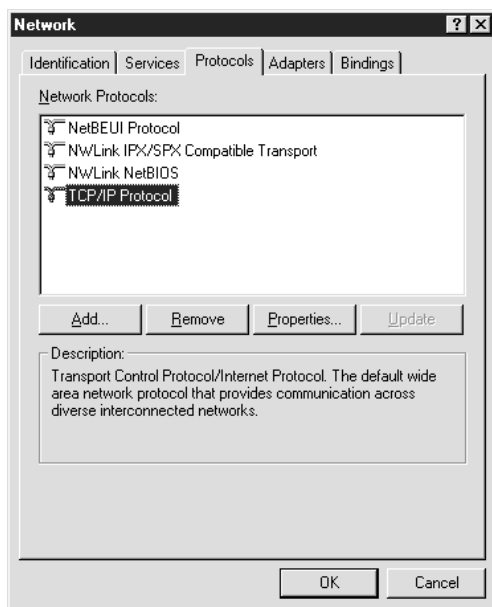 Network
Identification Services Protocols Adapters Bindings
Network Protocols:
NetBEUI Protocol
NWLink IPX/SPX Compatible Transport
NWLink NetBIOS
TCP/IP Protocol
Add... Remove Properties... Update
Description:
Transport Control Protocol/Internet Protocol. The default wide
area network protocol that provides communication across
diverse interconnected networks.
OK Cancel